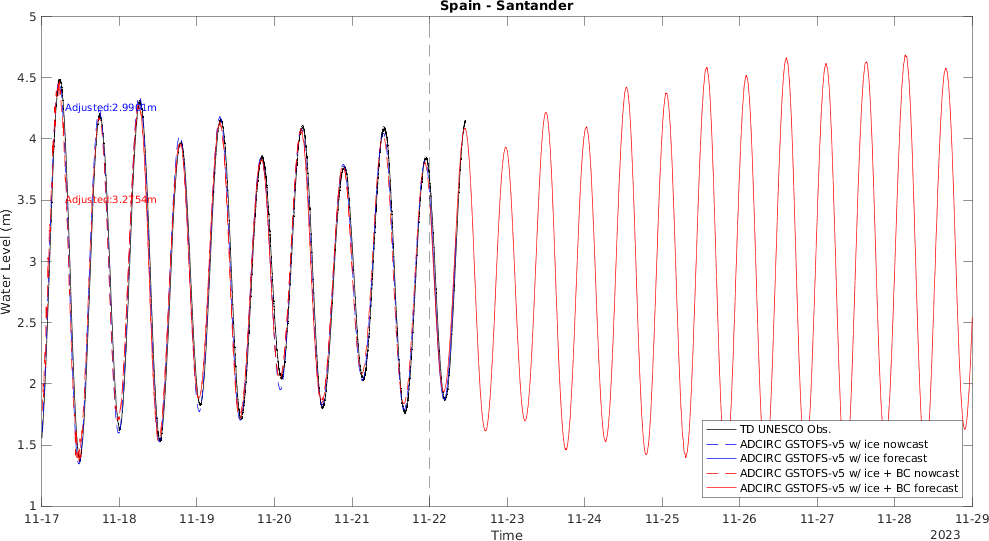 Spain - Santander
5
4.5
4
3.5
3
2.5
2
1.5
1
Water Level (m)
Adjusted:3.2754m
TD UNESCO Obs.
ADCIRC GSTOFS-v5 w/ ice nowcast
ADCIRC GSTOFS-v5 w/ ice forecast
ADCIRC GSTOFS-v5 w/ ice + BC nowcast
ADCIRC GSTOFS-v5 w/ ice + BC forecast
11-17 11-18 11-19 11-20 11-21 11-22 11-23 11-24 11-25 11-26 11-27 11-28 11-29
Time
2023